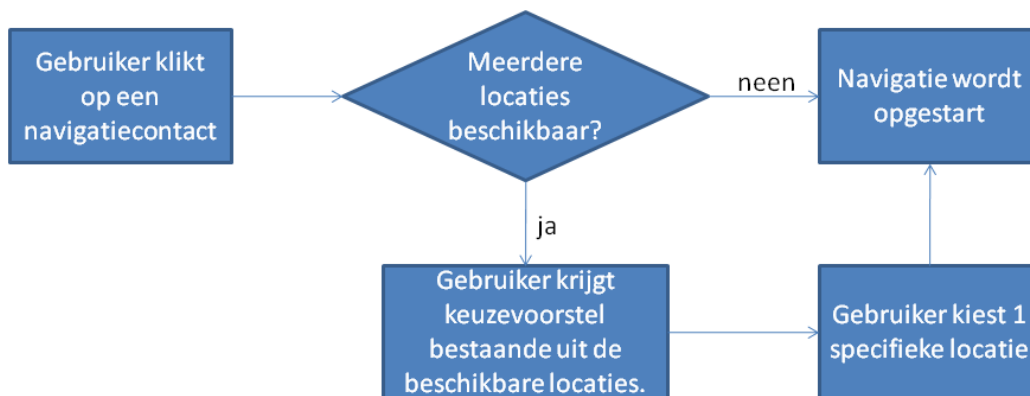 Gebruiker klikt
op een
navigatiecontact
Meerdere
locaties
beschikbaar?
neen
Navigatie wordt
opgestart
ja
Gebruiker krijgt
keuzevoorstel
bestaande uit de
beschikbare locaties.
Gebruiker kiest 1
specifieke locatie